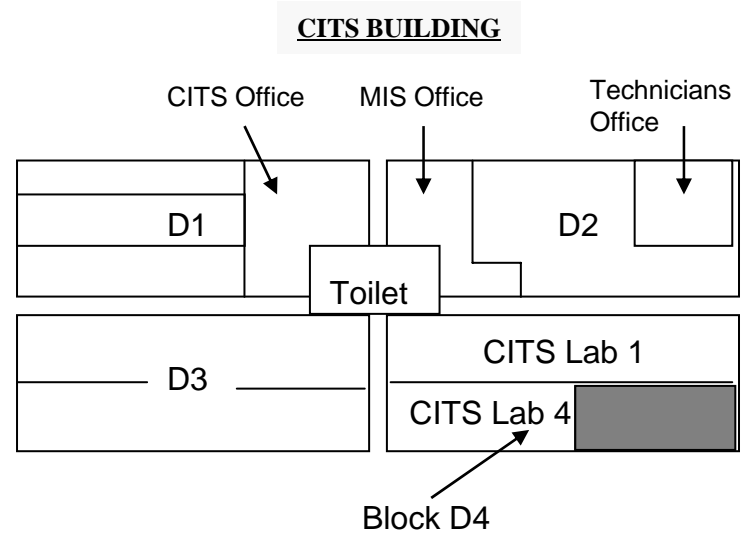 CITS BUILDING
CITS Office
MIS Office
Technicians
Office
D1
D2
Toilet
D3
CITS Lab 1
CITS Lab 4
Block D4